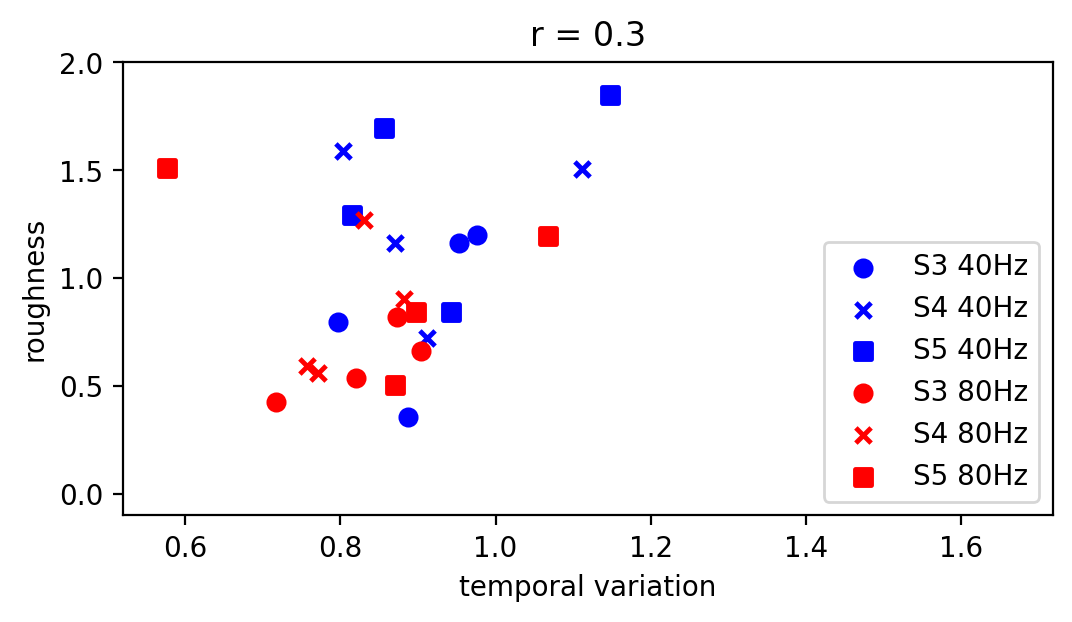 r = 0.3
2.0
1.5
1.0
0.5
0.0
roughness
S3 40Hz
S4 40Hz
S5 40Hz
S3 80Hz
S4 80Hz
S5 80Hz
0.6 0.8 1.0 1.2 1.4 1.6
temporal variation